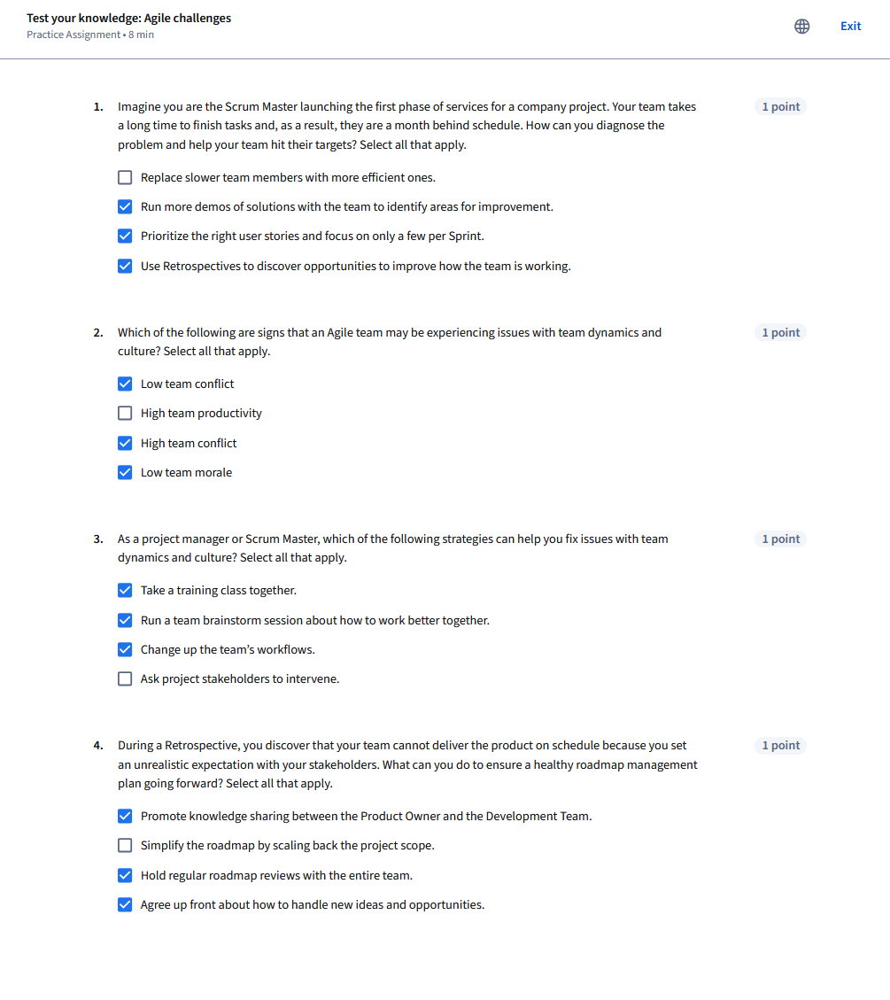 Test your knowledge: Agile challenges
Practice Assignment • 8 min
Exit
1. Imagine you are the Scrum Master launching the first phase of services for a company project. Your team takes
a long time to finish tasks and, as a result, they are a month behind schedule. How can you diagnose the
problem and help your team hit their targets? Select all that apply.
1 point
Replace slower team members with more efficient ones.
Run more demos of solutions with the team to identify areas for improvement.
Prioritize the right user stories and focus on only a few per Sprint.
Use Retrospectives to discover opportunities to improve how the team is working.
2. Which of the following are signs that an Agile team may be experiencing issues with team dynamics and
culture? Select all that apply.
1 point
Low team conflict
High team productivity
High team conflict
Low team morale
3. As a project manager or Scrum Master, which of the following strategies can help you fix issues with team
dynamics and culture? Select all that apply.
1 point
Take a training class together.
Run a team brainstorm session about how to work better together.
Change up the team's workflows.
Ask project stakeholders to intervene.
4. During a Retrospective, you discover that your team cannot deliver the product on schedule because you set
an unrealistic expectation with your stakeholders. What can you do to ensure a healthy roadmap management
plan going forward? Select all that apply.
1 point
Promote knowledge sharing between the Product Owner and the Development Team.
Simplify the roadmap by scaling back the project scope.
Hold regular roadmap reviews with the entire team.
Agree up front about how to handle new ideas and opportunities.